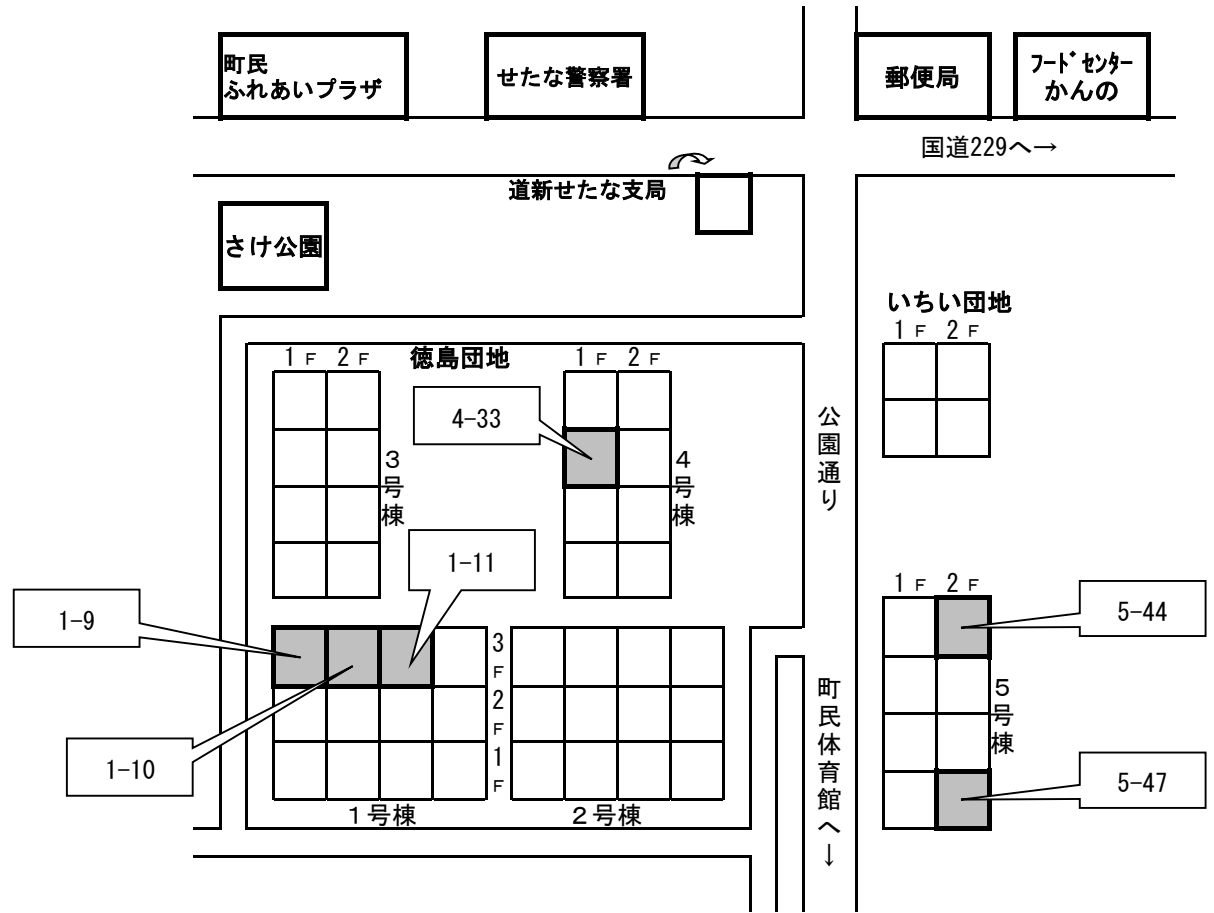 町民
ふれあいプラザ
せたな警察署
郵便局
フードセンター
かんの
国道229へ→
道新せたな支局
さけ公園
いちい団地
1F 2F
1F 2F
徳島団地
1F 2F
4-33
3号棟
4号棟
公園通り
1-11
1-9
1F 2F
5-44
3F
2F
1F
5号棟
町民体育館へ↓
1-10
5-47
1号棟
2号棟